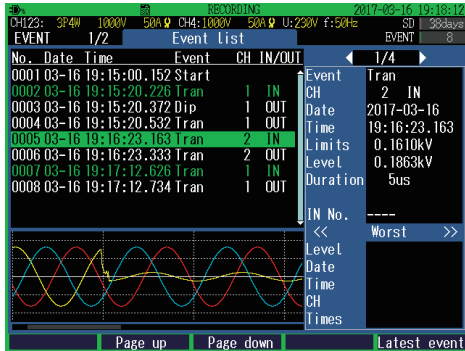 RECORDING 2017-03-16 19:18:12
CH123: 3P4W 1000V 50A CH4:1000V 50A U:230V f:50Hz SD 38days
EVENT 1/2 Event list EVENT 8
No. Date Time Event CH IN/OUT
0001 03-16 19:15:00.152 Start
0002 03-16 19:15:20.226 Tran 1 IN
0003 03-16 19:15:20.372 Dip 1 OUT
0004 03-16 19:15:20.532 Tran 1 OUT
0005 03-16 19:16:23.163 Tran 2 IN
0006 03-16 19:16:23.333 Tran 2 OUT
0007 03-16 19:17:12.626 Tran 1 IN
0008 03-16 19:17:12.734 Tran 1 OUT
1/4
Event Tran
CH 2 IN
Date 2017-03-16
Time 19:16:23.163
Limits 0.1610kV
Level 0.1863kV
Duration 5us
IN No. ----
<< Worst >>
Level
Date
Time
CH
Times
Page up Page down Latest event